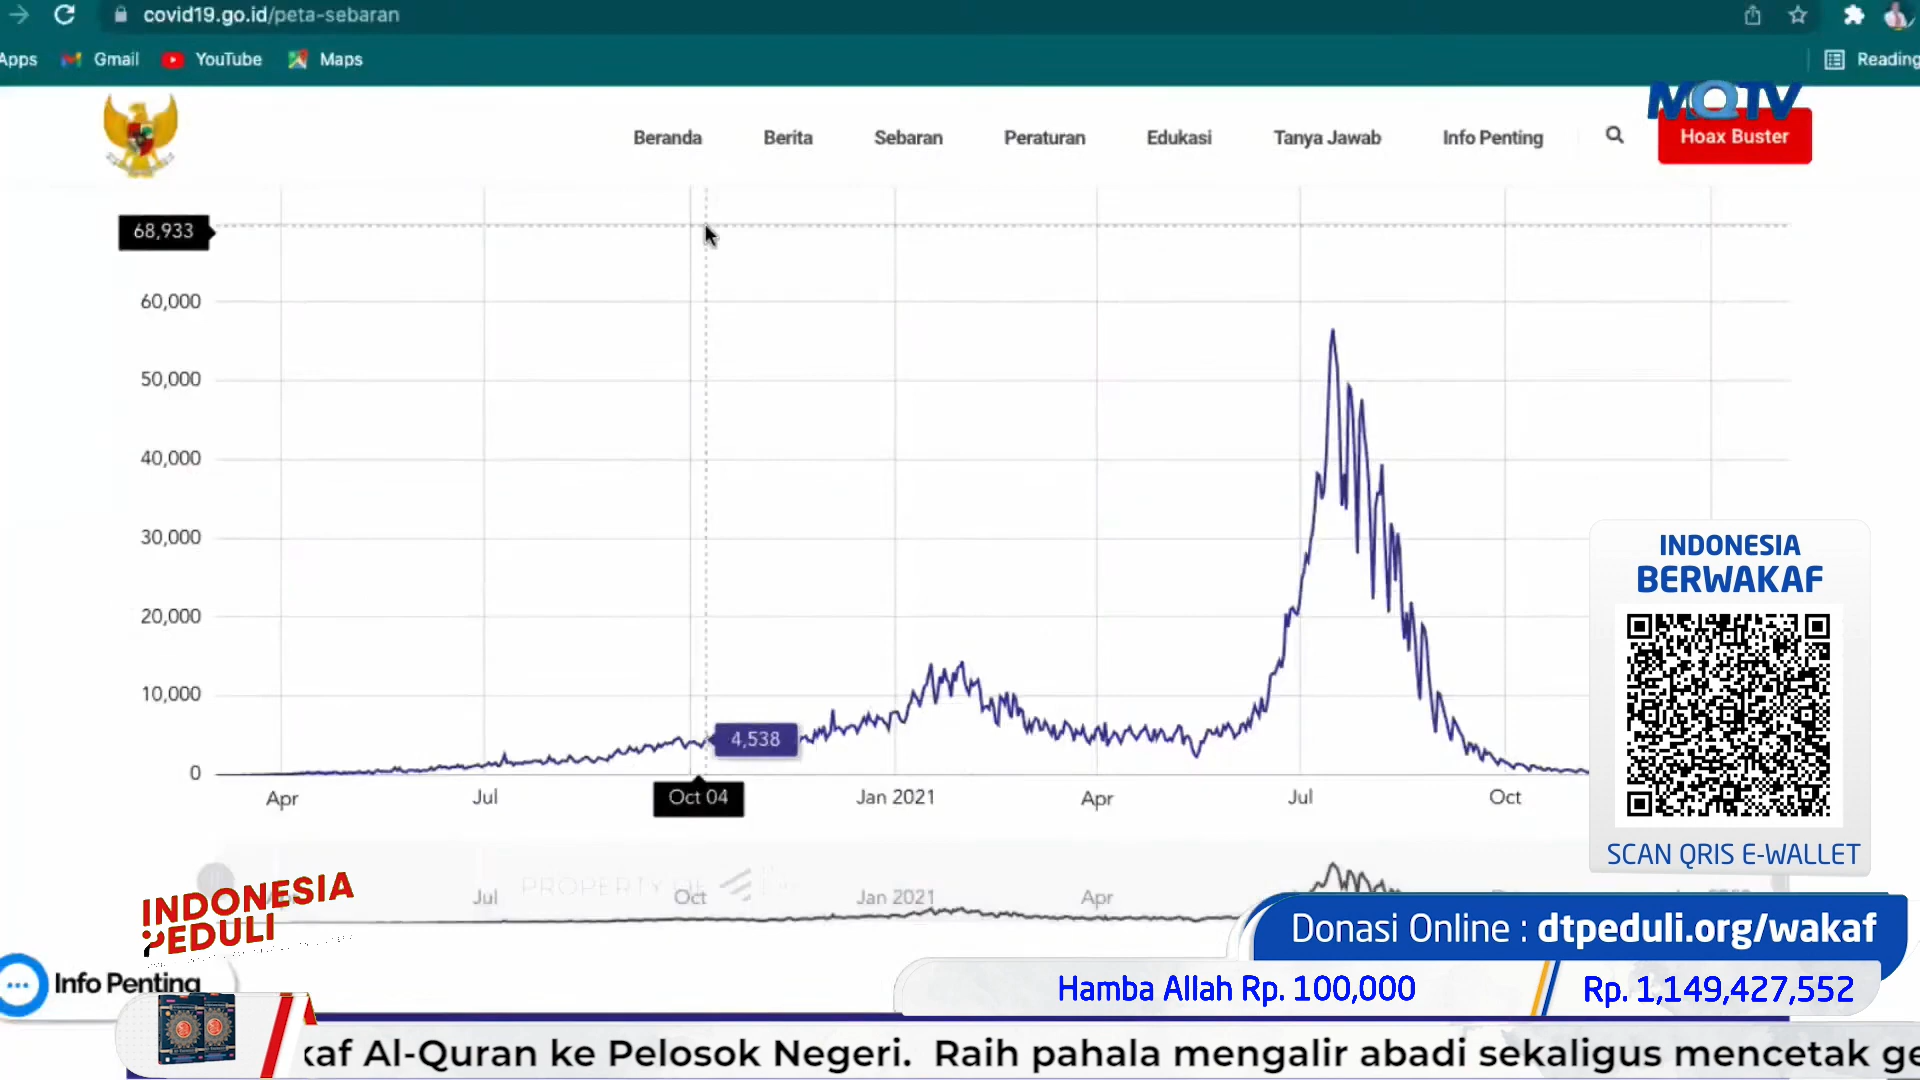 covid19.go.id/peta-sebaran
Apps Gmail YouTube Maps Reading
MQTV
Beranda Berita Sebaran Peraturan Edukasi Tanya Jawab Info Penting Hoax Buster
68,933
60,000
50,000
40,000
30,000
20,000
10,000
0
4,538
Apr Jul Oct 04 Jan 2021 Apr Jul Oct
INDONESIA
BERWAKAF
SCAN QRIS E-WALLET
PROPERTY OF
Jul Oct Jan 2021 Apr
INDONESIA
PEDULI
Donasi Online : dtpeduli.org/wakaf
Info Penting
Hamba Allah Rp. 100,000 Rp. 1,149,427,552
kaf Al-Quran ke Pelosok Negeri. Raih pahala mengalir abadi sekaligus mencetak ge